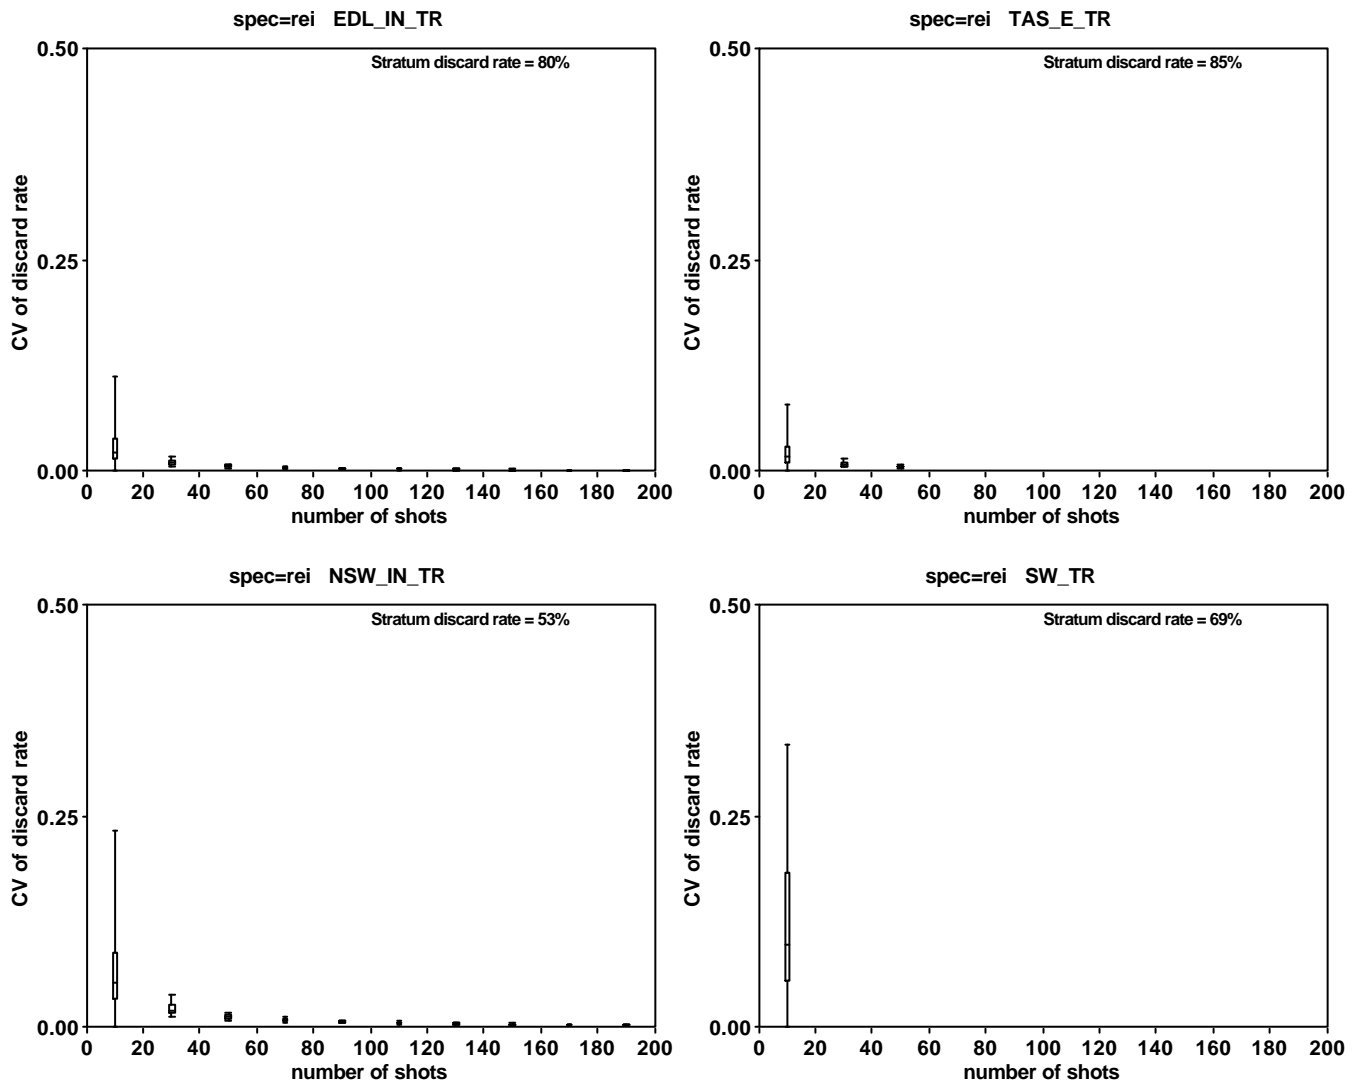 spec=rei EDL_IN_TR
Stratum discard rate = 80%
CV of discard rate
0.50
0.25
0.00
0 20 40 60 80 100 120 140 160 180 200
number of shots
spec=rei TAS_E_TR
Stratum discard rate = 85%
CV of discard rate
0.50
0.25
0.00
0 20 40 60 80 100 120 140 160 180 200
number of shots
spec=rei NSW_IN_TR
Stratum discard rate = 53%
CV of discard rate
0.50
0.25
0.00
0 20 40 60 80 100 120 140 160 180 200
number of shots
spec=rei SW_TR
Stratum discard rate = 69%
CV of discard rate
0.50
0.25
0.00
0 20 40 60 80 100 120 140 160 180 200
number of shots